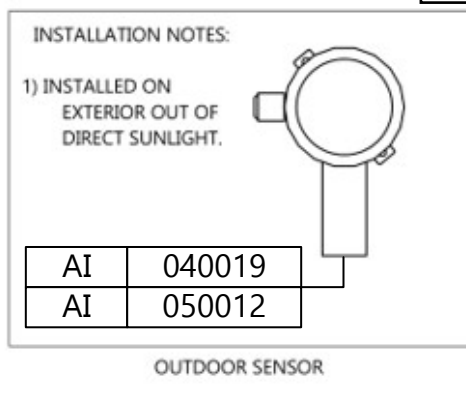 INSTALLATION NOTES:
1) INSTALLED ON
EXTERIOR OUT OF
DIRECT SUNLIGHT.
AI 040019
AI 050012
OUTDOOR SENSOR